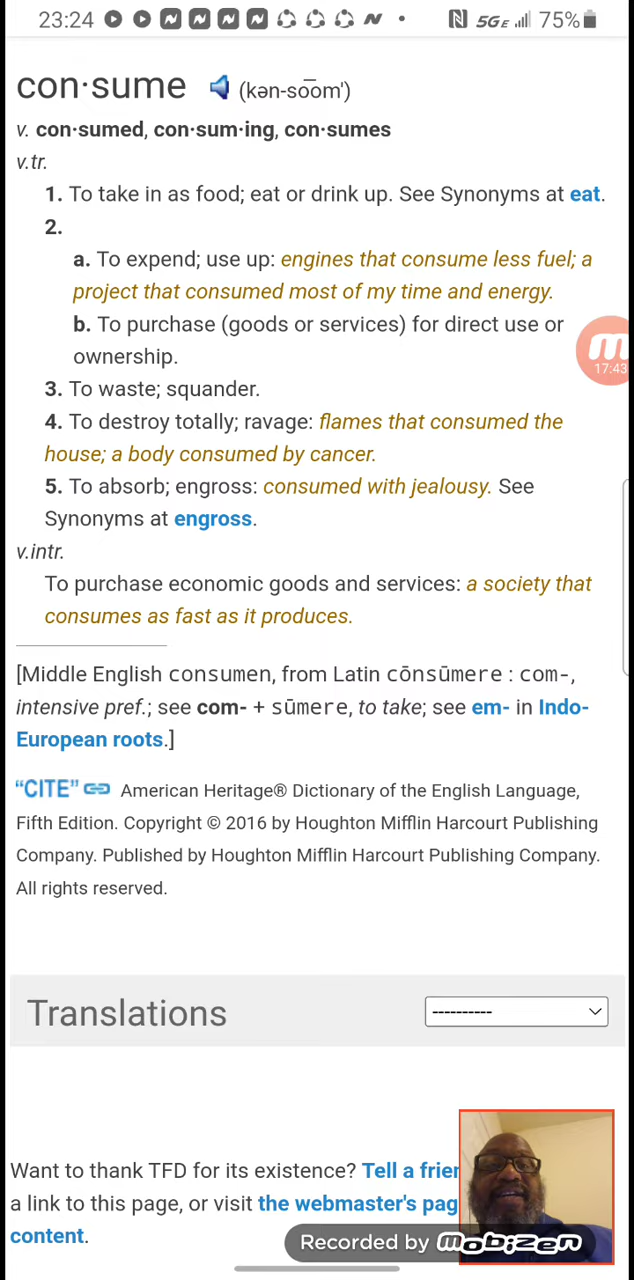 23:24 5GE 75%
con·sume (kən-so͞om')
v. con·sumed, con·sum·ing, con·sumes
v.tr.
1. To take in as food; eat or drink up. See Synonyms at eat.
2.
a. To expend; use up: engines that consume less fuel; a
project that consumed most of my time and energy.
b. To purchase (goods or services) for direct use or
ownership.
m
17:43
3. To waste; squander.
4. To destroy totally; ravage: flames that consumed the
house; a body consumed by cancer.
5. To absorb; engross: consumed with jealousy. See
Synonyms at engross.
v.intr.
To purchase economic goods and services: a society that
consumes as fast as it produces.
[Middle English consumen, from Latin cōnsūmere : com-,
intensive pref.; see com- + sūmere, to take; see em- in Indo-
European roots.]
“CITE” American Heritage® Dictionary of the English Language,
Fifth Edition. Copyright © 2016 by Houghton Mifflin Harcourt Publishing
Company. Published by Houghton Mifflin Harcourt Publishing Company.
All rights reserved.
Translations ----------
Want to thank TFD for its existence? Tell a frien
a link to this page, or visit the webmaster's pag
content.
Recorded by mobizen